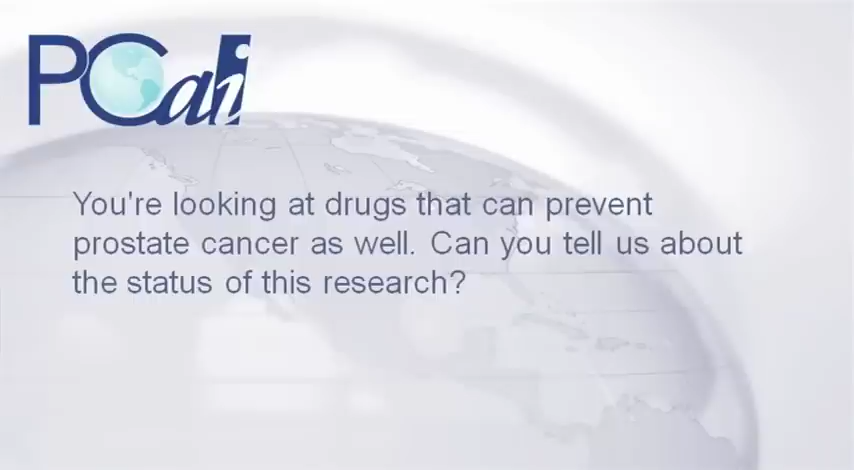 PCai
You're looking at drugs that can prevent
prostate cancer as well. Can you tell us about
the status of this research?